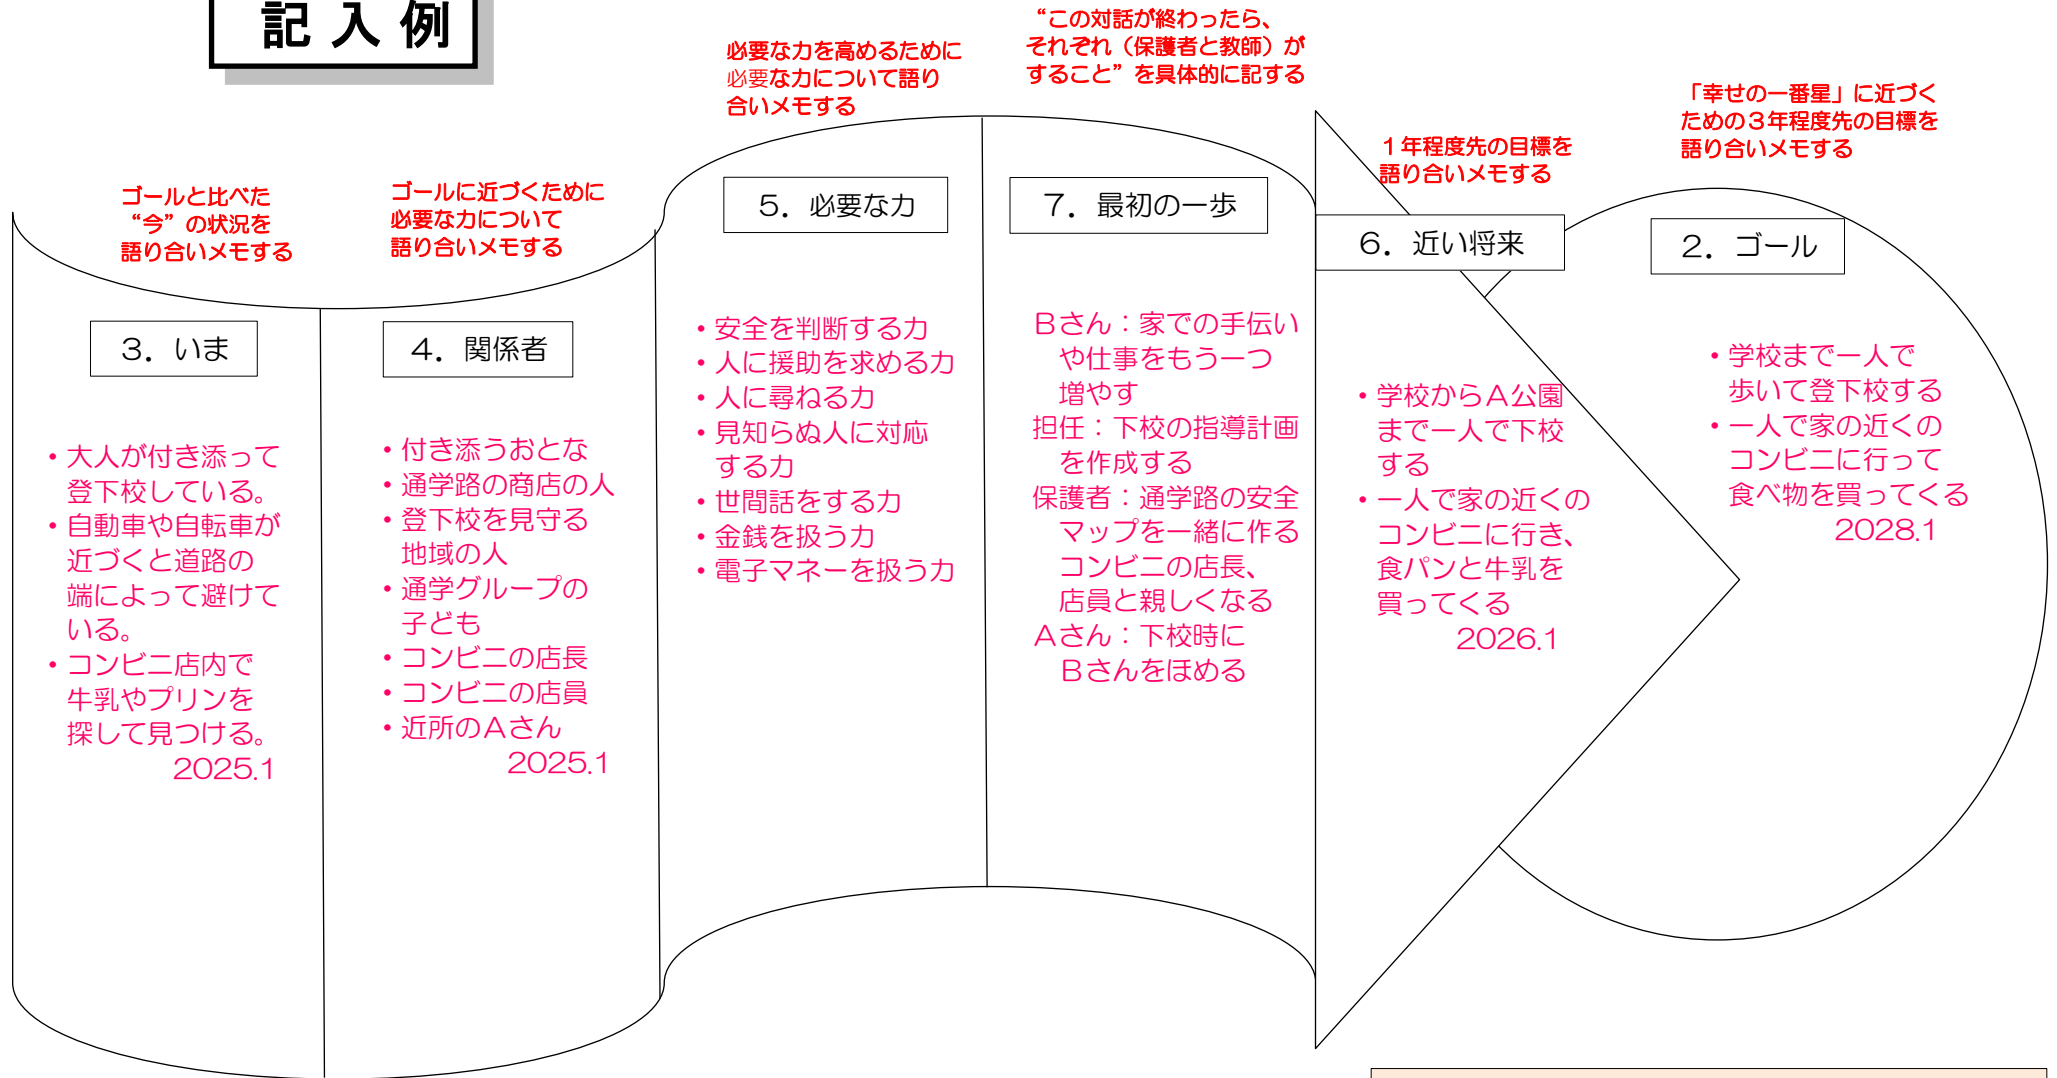 記入例
ゴールと比べた
“今”の状況を
語り合いメモする
3．いま
・大人が付き添って
登下校している。
・自動車や自転車が
近づくと道路の
端によって避けて
いる。
・コンビニ店内で
牛乳やプリンを
探して見つける。
2025.1
ゴールに近づくために
必要な力について
語り合いメモする
4．関係者
・付き添うおとな
・通学路の商店の人
・登下校を見守る
地域の人
・通学グループの
子ども
・コンビニの店長
・コンビニの店員
・近所のAさん
2025.1
必要な力を高めるために
必要な力について語り
合いメモする
5．必要な力
・安全を判断する力
・人に援助を求める力
・人に尋ねる力
・見知らぬ人に対応
する力
・世間話をする力
・金銭を扱う力
・電子マネーを扱う力
“この対話が終わったら、
それぞれ（保護者と教師）が
すること”を具体的に記する
7．最初の一歩
Bさん：家での手伝い
や仕事をもう一つ
増やす
担任：下校の指導計画
を作成する
保護者：通学路の安全
マップを一緒に作る
コンビニの店長、
店員と親しくなる
Aさん：下校時に
Bさんをほめる
１年程度先の目標を
語り合いメモする
6．近い将来
・学校からA公園
まで一人で下校
する
・一人で家の近くの
コンビニに行き、
食パンと牛乳を
買ってくる
2026.1
「幸せの一番星」に近づく
ための３年程度先の目標を
語り合いメモする
2．ゴール
・学校まで一人で
歩いて登下校する
・一人で家の近くの
コンビニに行って
食べ物を買ってくる
2028.1